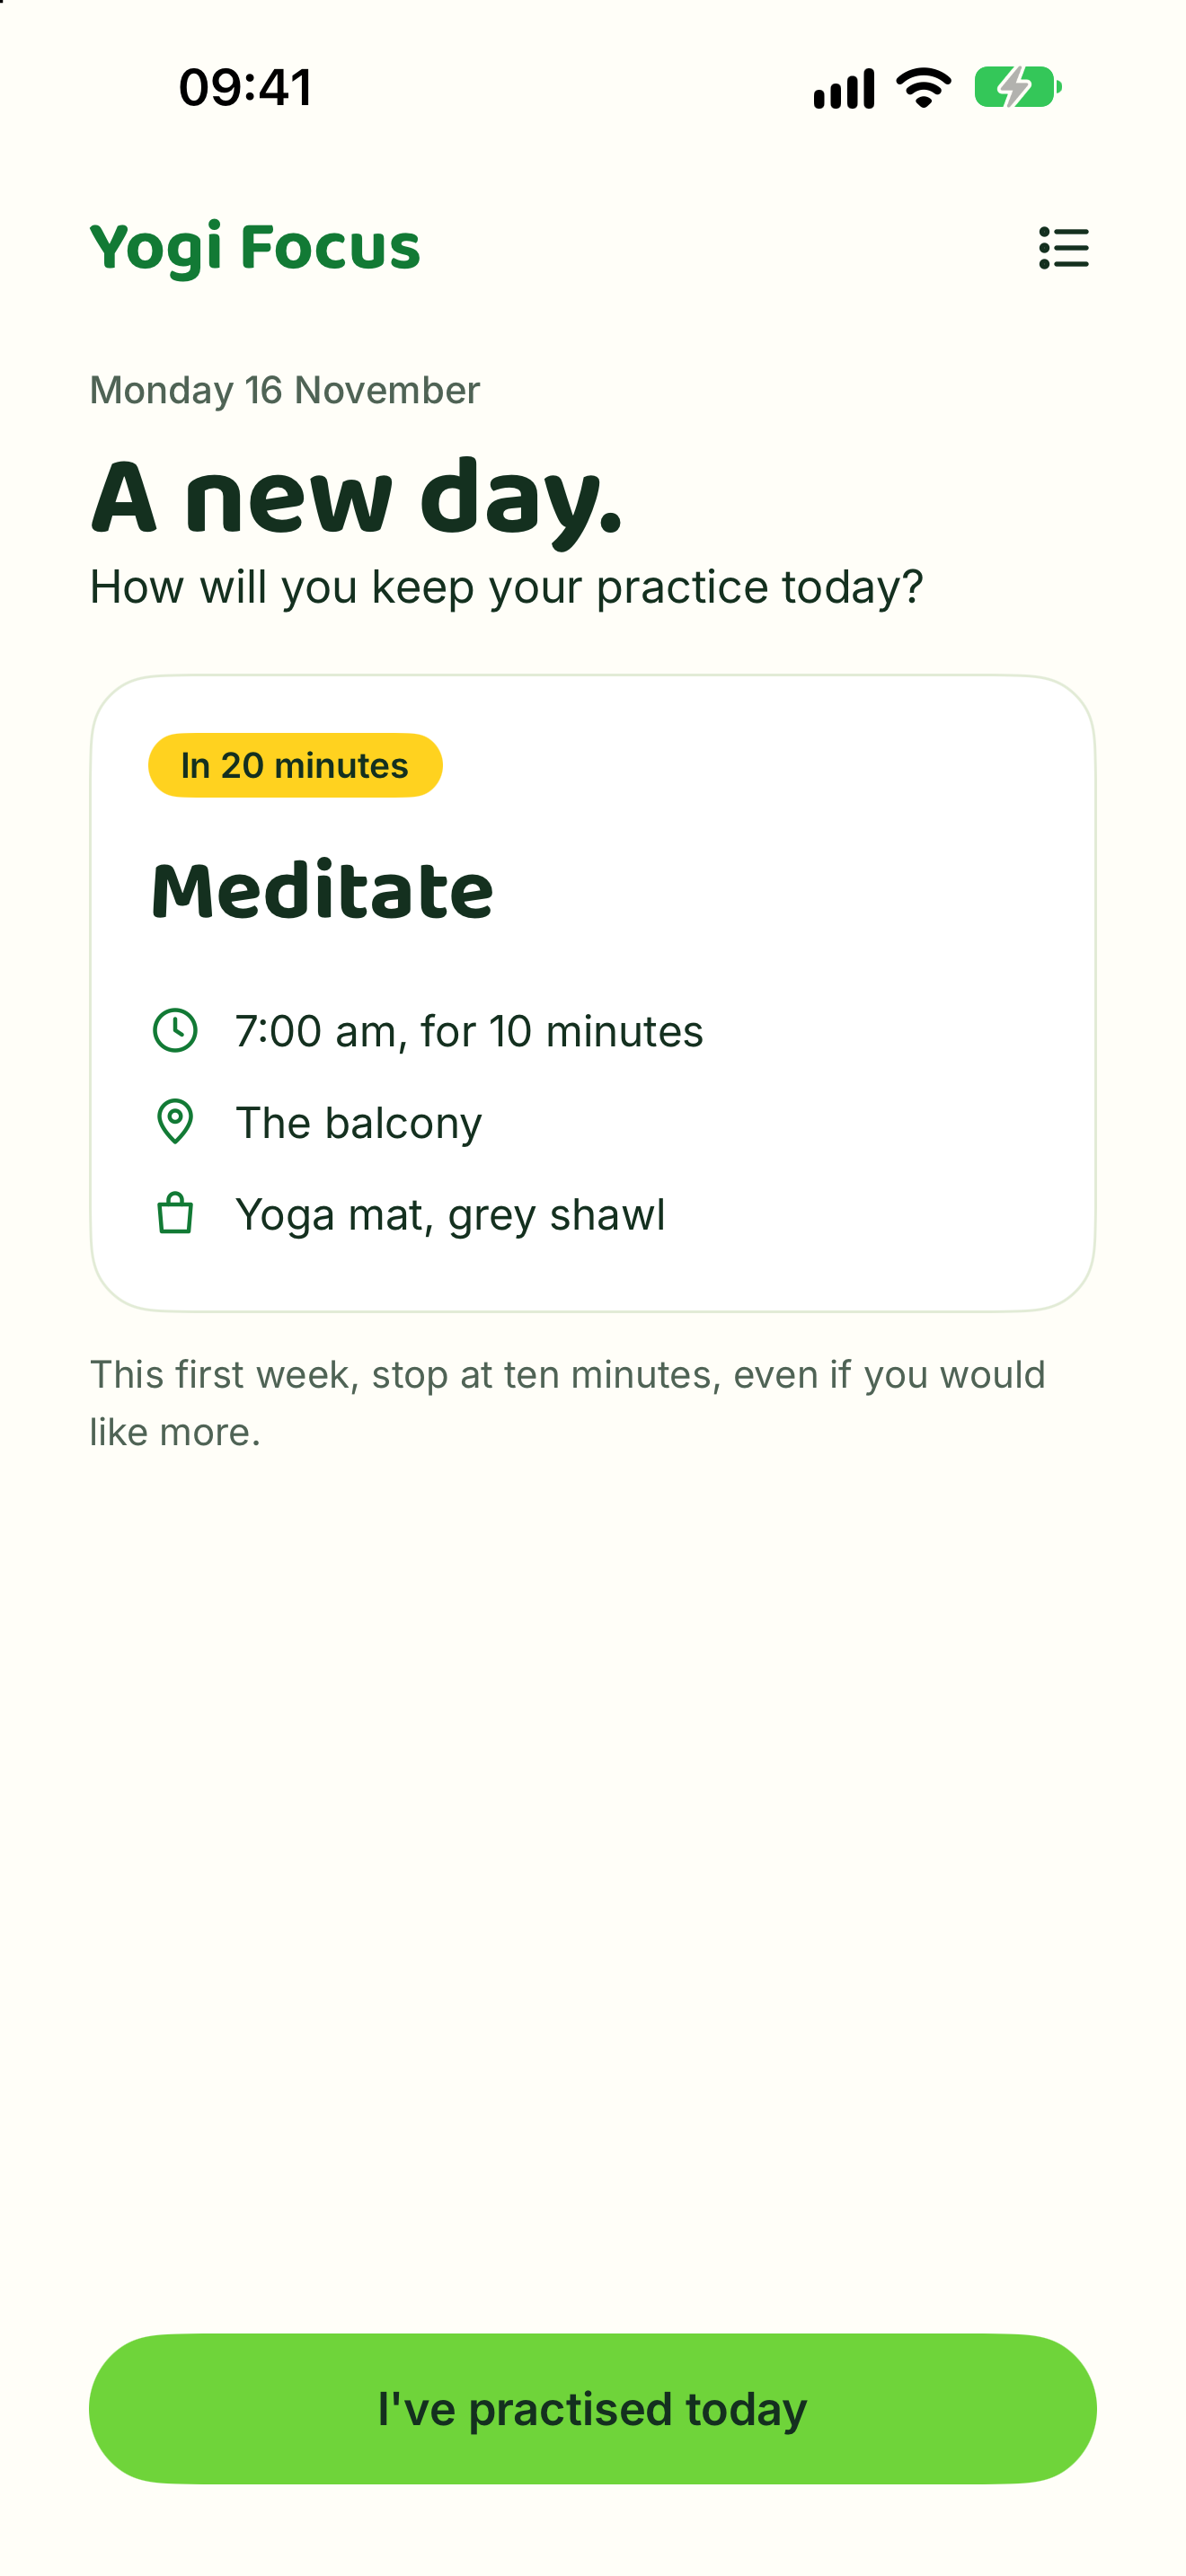 09:41
Yogi Focus
Monday 16 November
A new day.
How will you keep your practice today?
In 20 minutes
Meditate
7:00 am, for 10 minutes
The balcony
Yoga mat, grey shawl
This first week, stop at ten minutes, even if you would
like more.
I've practised today